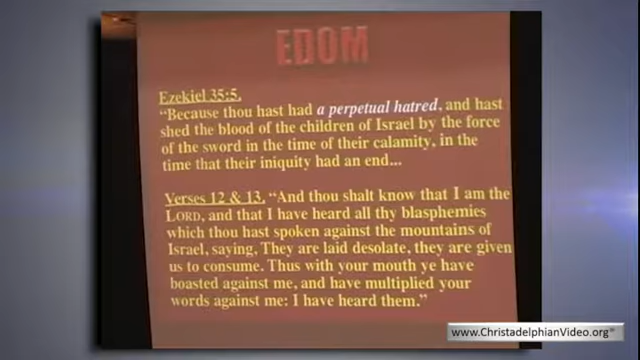 EDOM
Ezekiel 35:5.
“Because thou hast had a perpetual hatred, and hast
shed the blood of the children of Israel by the force
of the sword in the time of their calamity, in the
time that their iniquity had an end...
Verses 12 & 13. “And thou shalt know that I am the
LORD, and that I have heard all thy blasphemies
which thou hast spoken against the mountains of
Israel, saying, They are laid desolate, they are given
us to consume. Thus with your mouth ye have
boasted against me, and have multiplied your
words against me: I have heard them.”
www.ChristadelphianVideo.org®